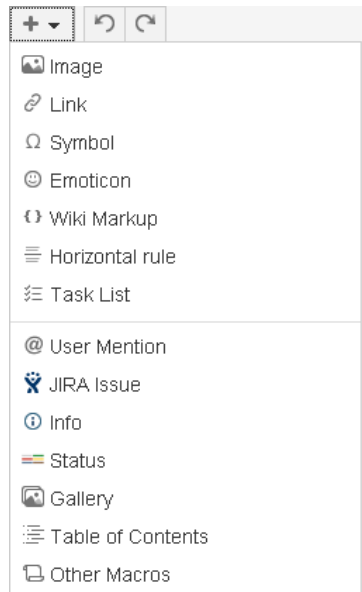 Image
Link
Symbol
Emoticon
Wiki Markup
Horizontal rule
Task List
User Mention
JIRA Issue
Info
Status
Gallery
Table of Contents
Other Macros